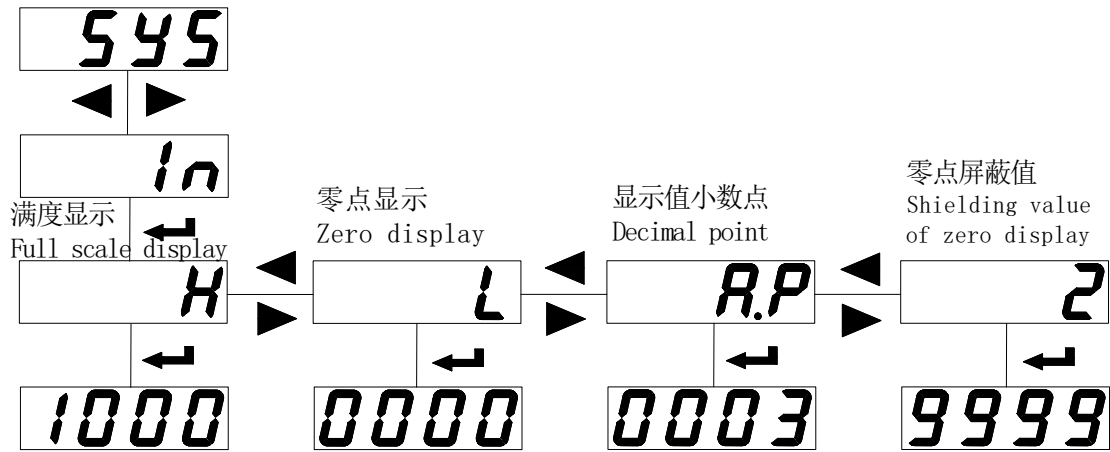 SYS
In
满度显示
Full scale display
零点显示
Zero display
显示值小数点
Decimal point
零点屏蔽值
Shielding value
of zero display
H
L
A.P
2
1000
0000
0003
9999